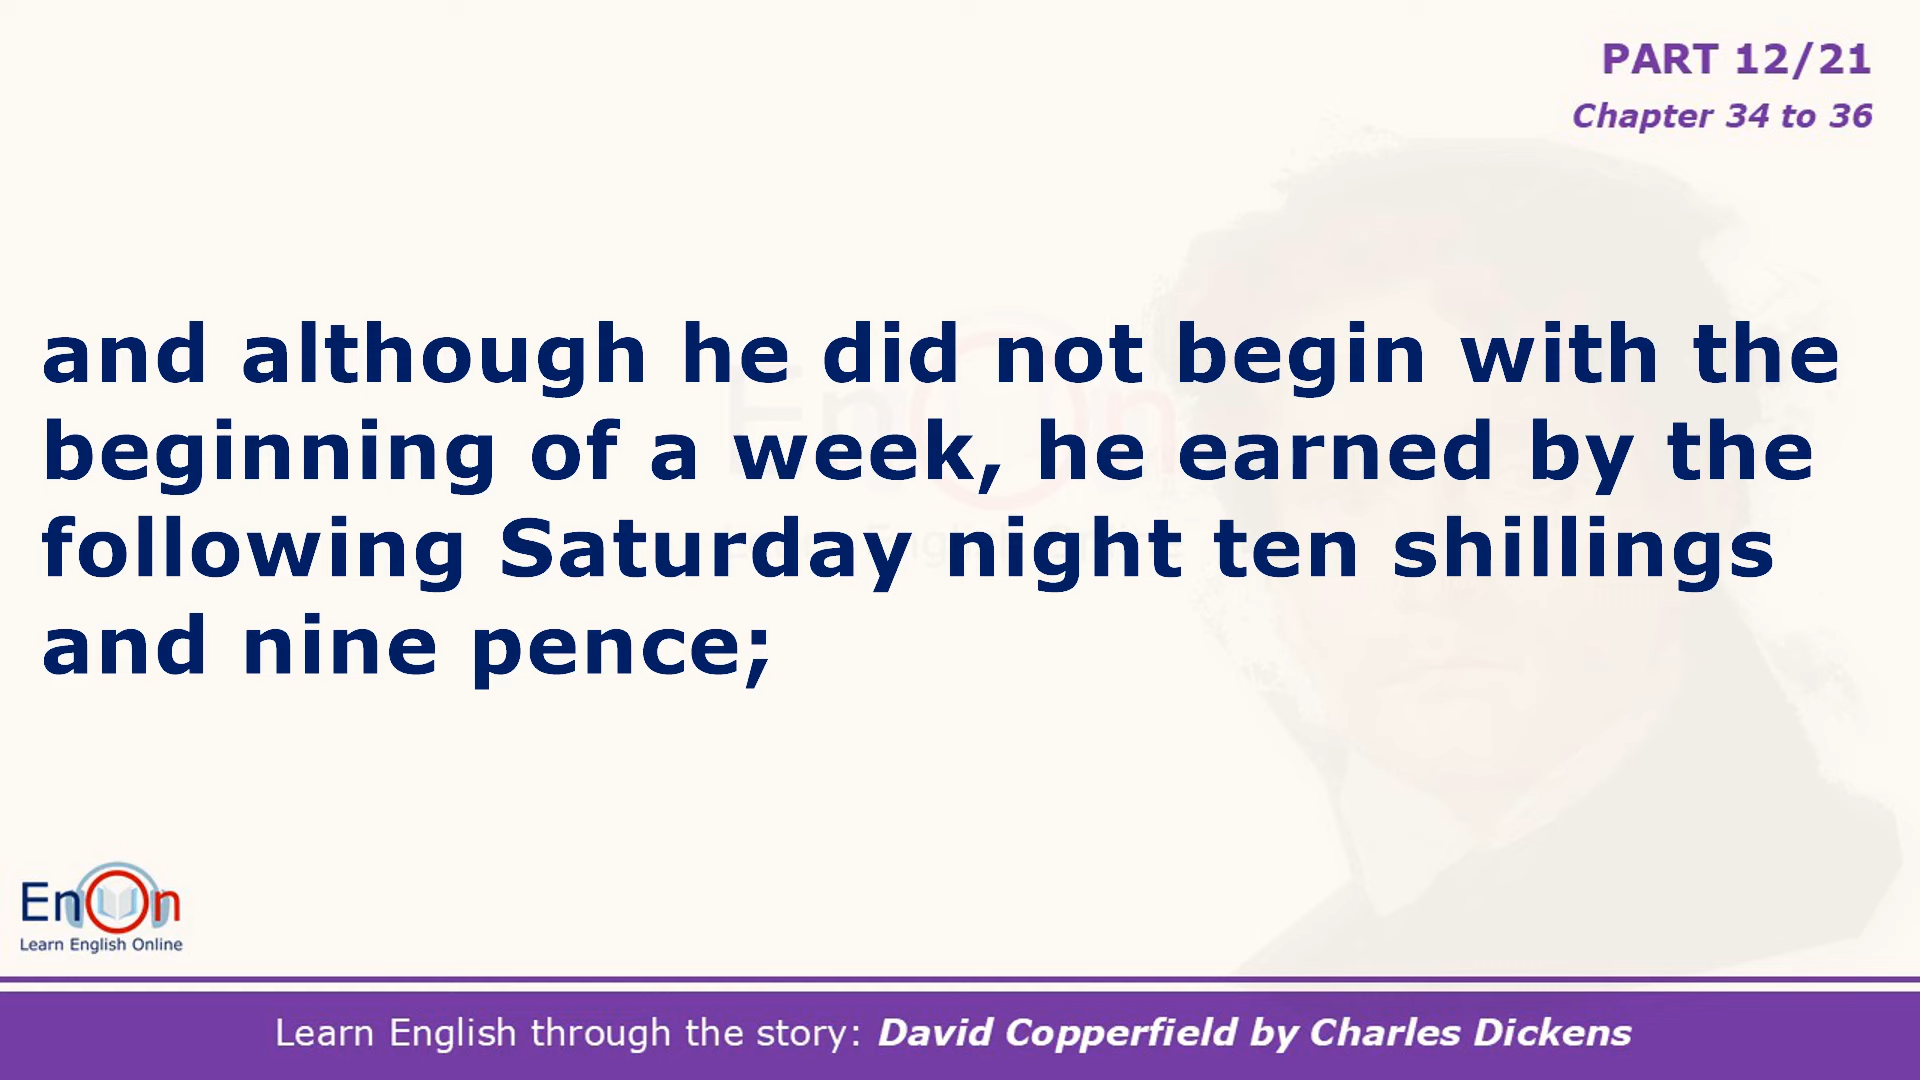 PART 12/21
Chapter 34 to 36
and although he did not begin with the
beginning of a week, he earned by the
following Saturday night ten shillings
and nine pence;
EnOn
Learn English Online
Learn English through the story: David Copperfield by Charles Dickens